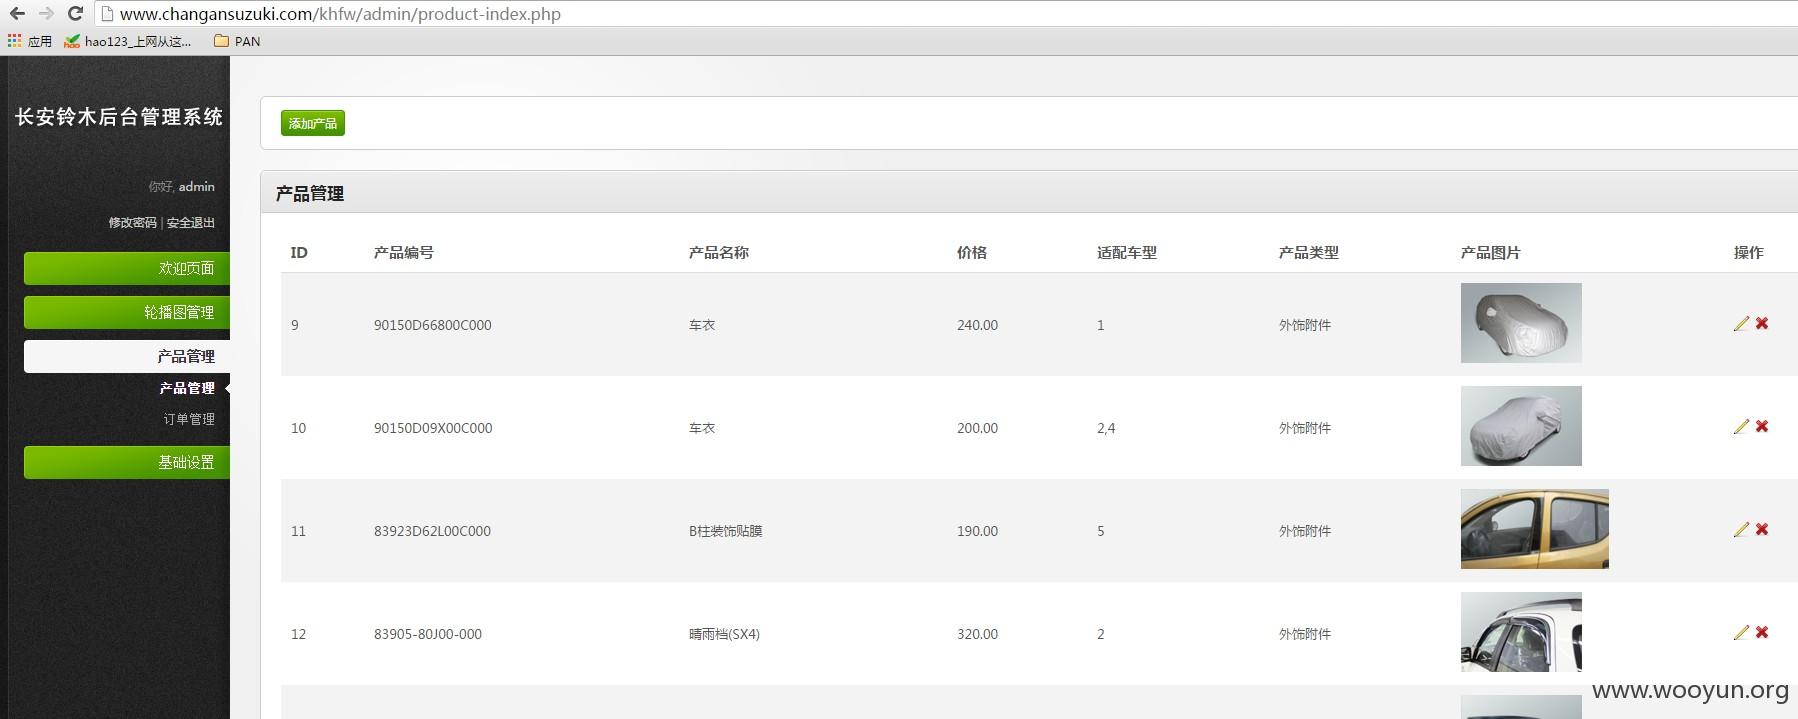 www.changansuzuki.com/khfw/admin/product-index.php
应用 hao123_上网从这... PAN
长安铃木后台管理系统
你好, admin
修改密码 | 安全退出
欢迎页面
轮播图管理
产品管理
产品管理
订单管理
基础设置
添加产品
产品管理
ID 产品编号 产品名称 价格 适配车型 产品类型 产品图片 操作
9 90150D66800C000 车衣 240.00 1 外饰附件
10 90150D09X00C000 车衣 200.00 2,4 外饰附件
11 83923D62L00C000 B柱装饰贴膜 190.00 5 外饰附件
12 83905-80J00-000 晴雨档(SX4) 320.00 2 外饰附件
www.wooyun.org